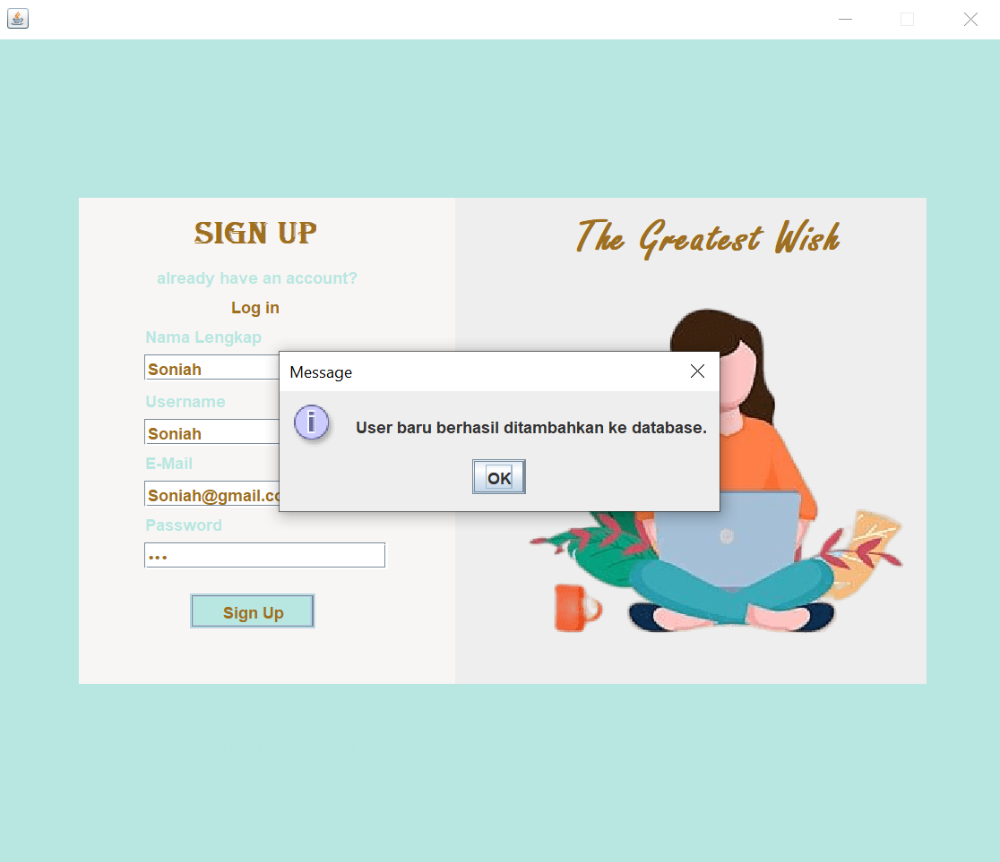 SIGN UP
already have an account?
Log in
Nama Lengkap
Soniah
Username
Soniah
E-Mail
Soniah@gmail.co
Password
•••
Sign Up
The Greatest Wish
Message
User baru berhasil ditambahkan ke database.
OK